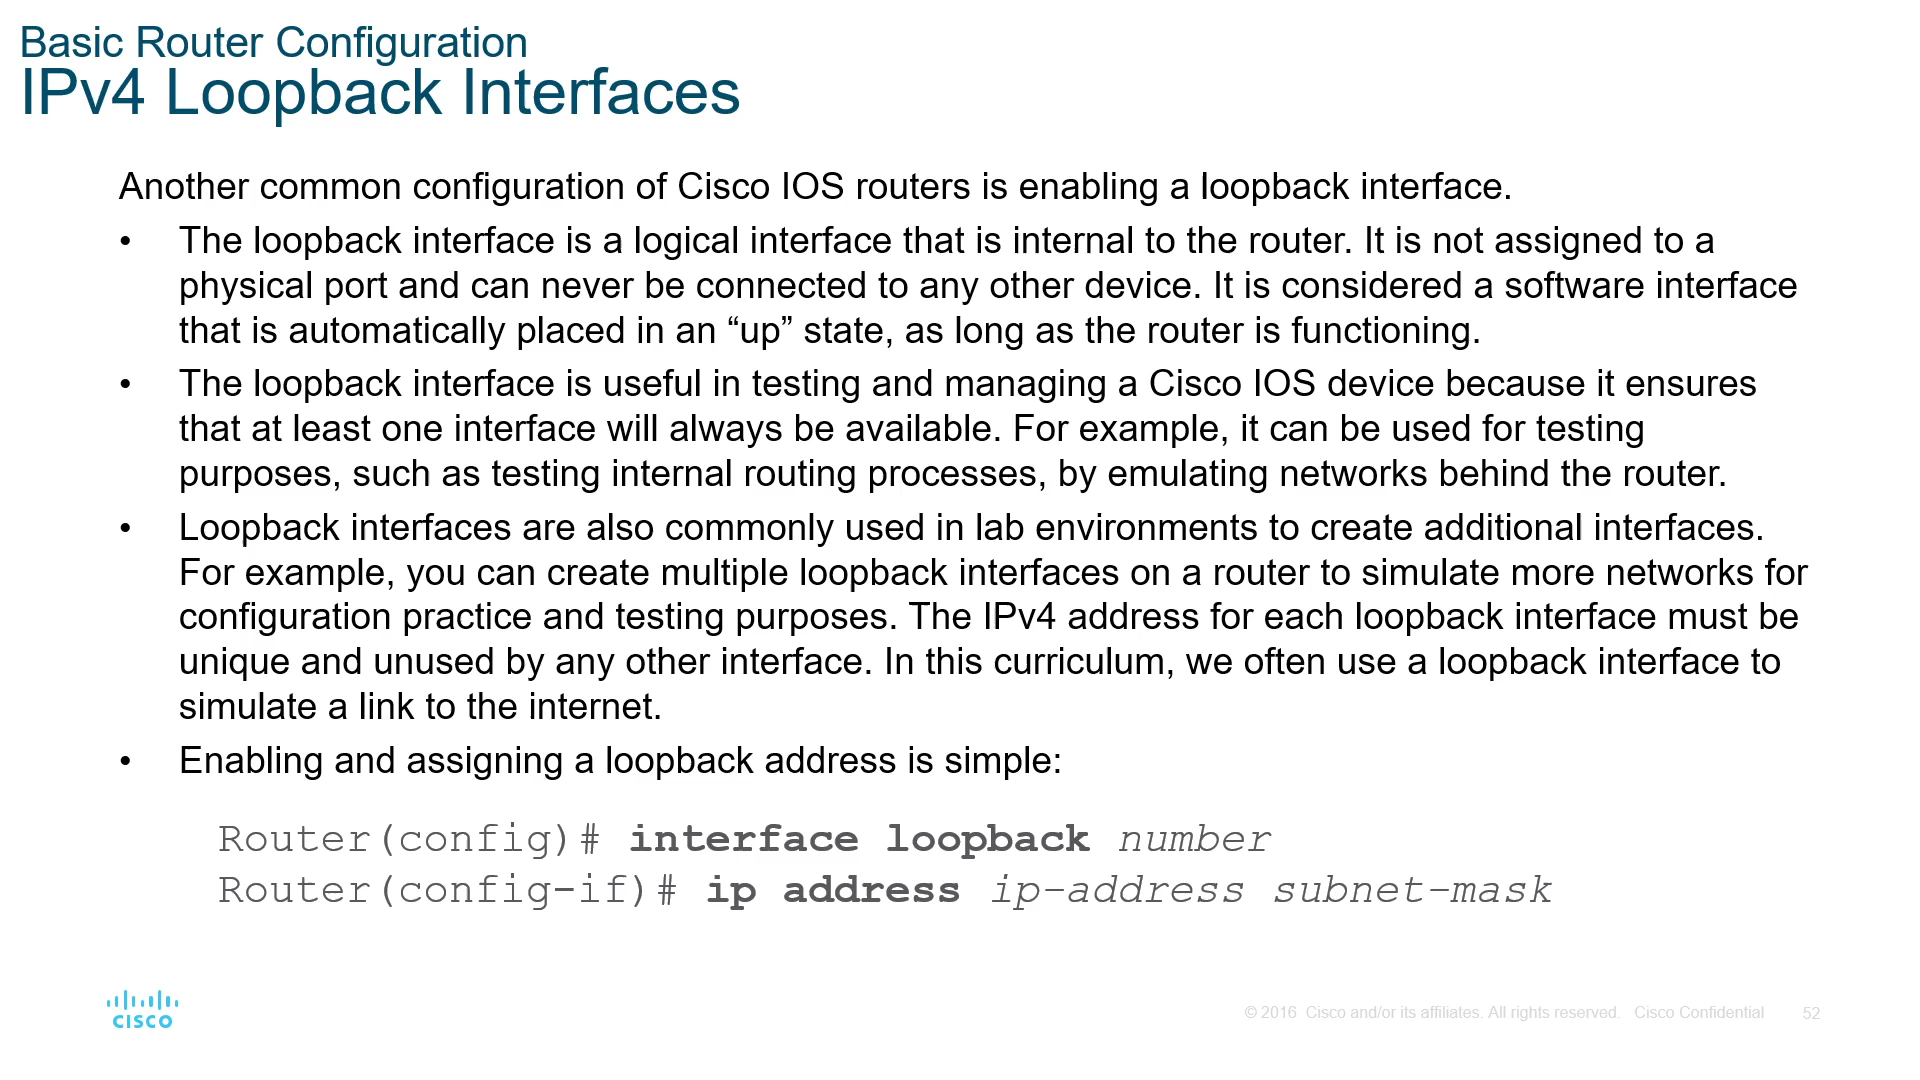 Basic Router Configuration
IPv4 Loopback Interfaces
Another common configuration of Cisco IOS routers is enabling a loopback interface.
• The loopback interface is a logical interface that is internal to the router. It is not assigned to a
physical port and can never be connected to any other device. It is considered a software interface
that is automatically placed in an “up” state, as long as the router is functioning.
• The loopback interface is useful in testing and managing a Cisco IOS device because it ensures
that at least one interface will always be available. For example, it can be used for testing
purposes, such as testing internal routing processes, by emulating networks behind the router.
• Loopback interfaces are also commonly used in lab environments to create additional interfaces.
For example, you can create multiple loopback interfaces on a router to simulate more networks for
configuration practice and testing purposes. The IPv4 address for each loopback interface must be
unique and unused by any other interface. In this curriculum, we often use a loopback interface to
simulate a link to the internet.
• Enabling and assigning a loopback address is simple:
Router(config)# interface loopback number
Router(config-if)# ip address ip-address subnet-mask
CISCO
© 2016 Cisco and/or its affiliates. All rights reserved. Cisco Confidential 52